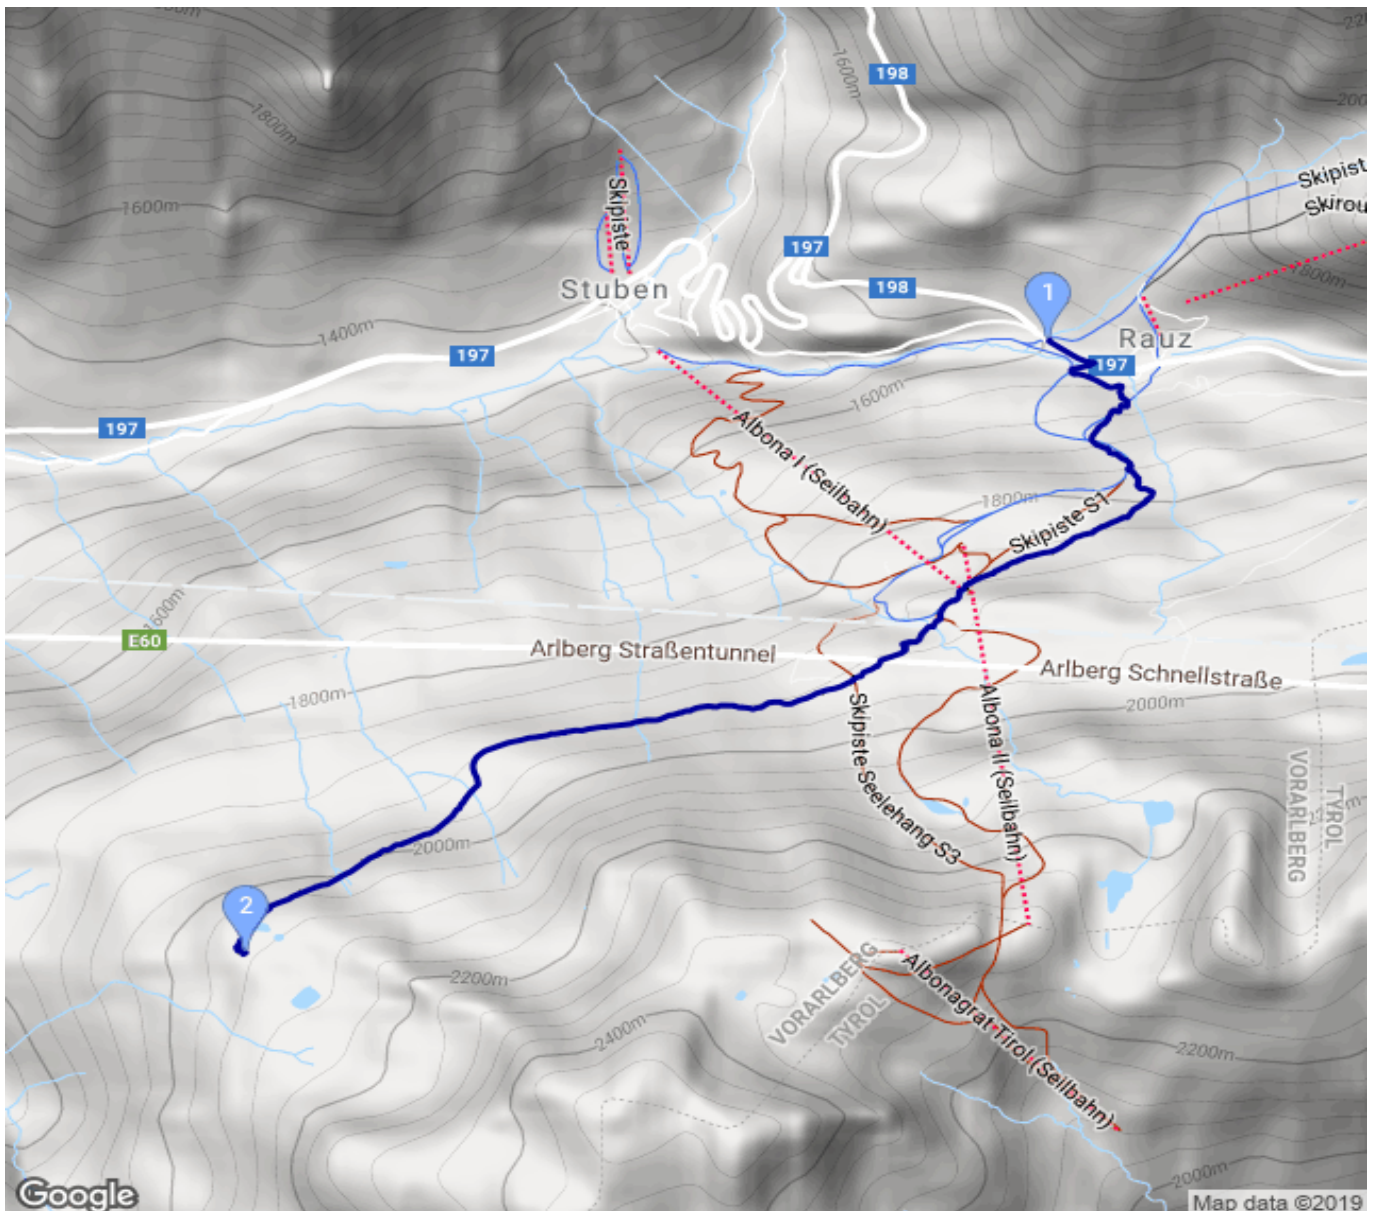 1600m
198
1800m
Skipist
Skirou
1600m
Skipiste
197
1800m
198
1
Stuben
Rauz
1400m
197
197
1600m
197
Albona I (Seilbahn)
1800m
Skipiste S1
1600m
E60
Arlberg Straßentunnel
Arlberg Schnellstraße
1800m
2000m
Albona II (Seilbahn)
Skipiste Seelehang S3
VORARLBERG
TYROL
2000m
2
2200m
VORARLBERG
TYROL
Albonagrat Tirol (Seilbahn)
2400m
2200m
2000m
Google
Map data ©2019